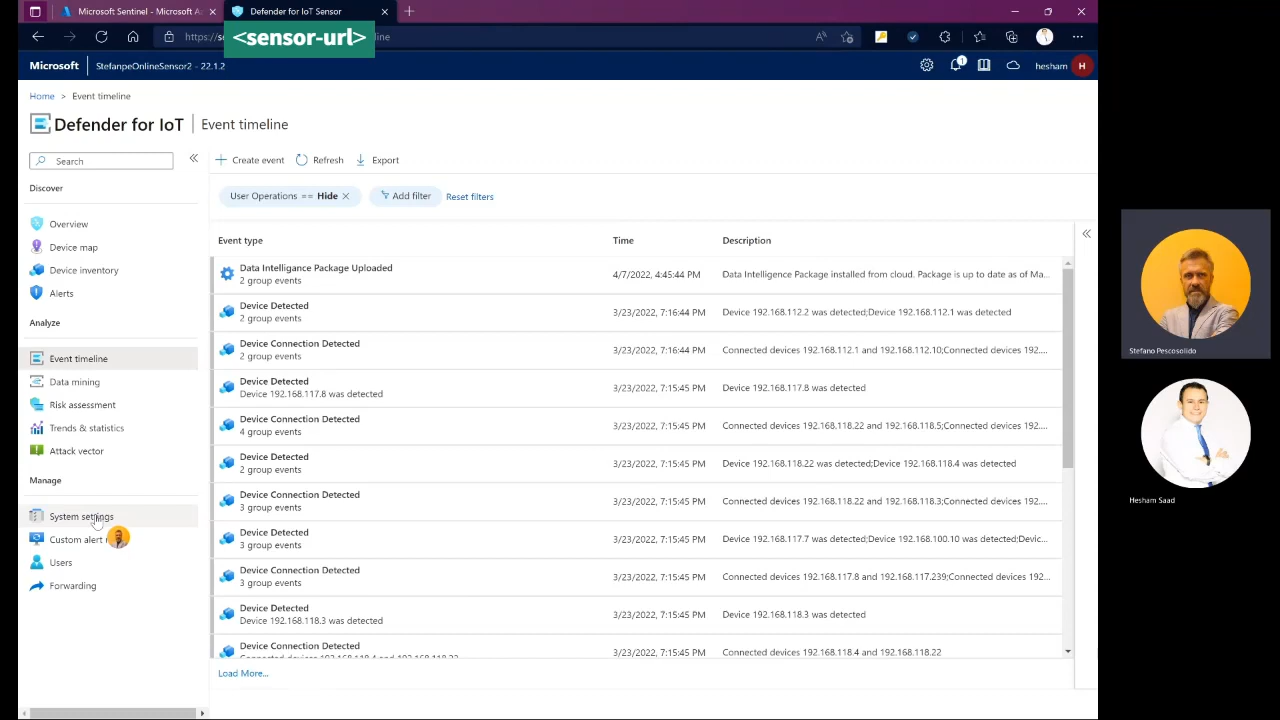 Microsoft Sentinel - Microsoft A
Defender for IoT Sensor
https://s
<sensor-url>
line
Microsoft
StefanpeOnlineSensor2 - 22.1.2
1
hesham
H
Home > Event timeline
Defender for IoT
Event timeline
Search
Create event
Refresh
Export
Discover
User Operations == Hide
Add filter
Reset filters
Overview
Device map
Device inventory
Alerts
Analyze
Event timeline
Data mining
Risk assessment
Trends & statistics
Attack vector
Manage
System settings
Custom alert
Users
Forwarding
Event type Time Description
Data Intelligance Package Uploaded
2 group events
4/7/2022, 4:45:44 PM
Data Intelligence Package installed from cloud. Package is up to date as of Ma...
Device Detected
2 group events
3/23/2022, 7:16:44 PM
Device 192.168.112.2 was detected;Device 192.168.112.1 was detected
Device Connection Detected
2 group events
3/23/2022, 7:16:44 PM
Connected devices 192.168.112.1 and 192.168.112.10;Connected devices 192....
Device Detected
Device 192.168.117.8 was detected
3/23/2022, 7:15:45 PM
Device 192.168.117.8 was detected
Device Connection Detected
4 group events
3/23/2022, 7:15:45 PM
Connected devices 192.168.118.22 and 192.168.118.5;Connected devices 192....
Device Detected
2 group events
3/23/2022, 7:15:45 PM
Device 192.168.118.22 was detected;Device 192.168.118.4 was detected
Device Connection Detected
3 group events
3/23/2022, 7:15:45 PM
Connected devices 192.168.118.22 and 192.168.118.3;Connected devices 192....
Device Detected
3 group events
3/23/2022, 7:15:45 PM
Device 192.168.117.7 was detected;Device 192.168.100.10 was detected;Devic...
Device Connection Detected
3 group events
3/23/2022, 7:15:45 PM
Connected devices 192.168.117.8 and 192.168.117.239;Connected devices 192...
Device Detected
Device 192.168.118.3 was detected
3/23/2022, 7:15:45 PM
Device 192.168.118.3 was detected
Device Connection Detected
Connected devices 192.168.118.4 and 192.168.118.22
3/23/2022, 7:15:45 PM
Connected devices 192.168.118.4 and 192.168.118.22
Load More...
Stefano Pescosolido
Hesham Saad